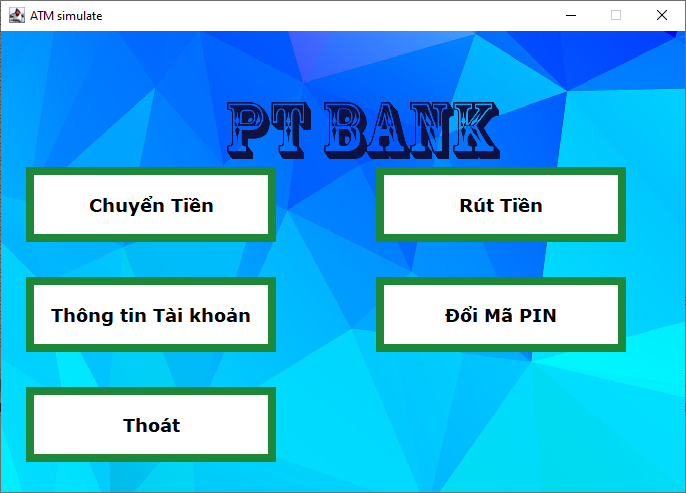 ATM simulate
PT BANK
Chuyển Tiền
Rút Tiền
Thông tin Tài khoản
Đổi Mã PIN
Thoát